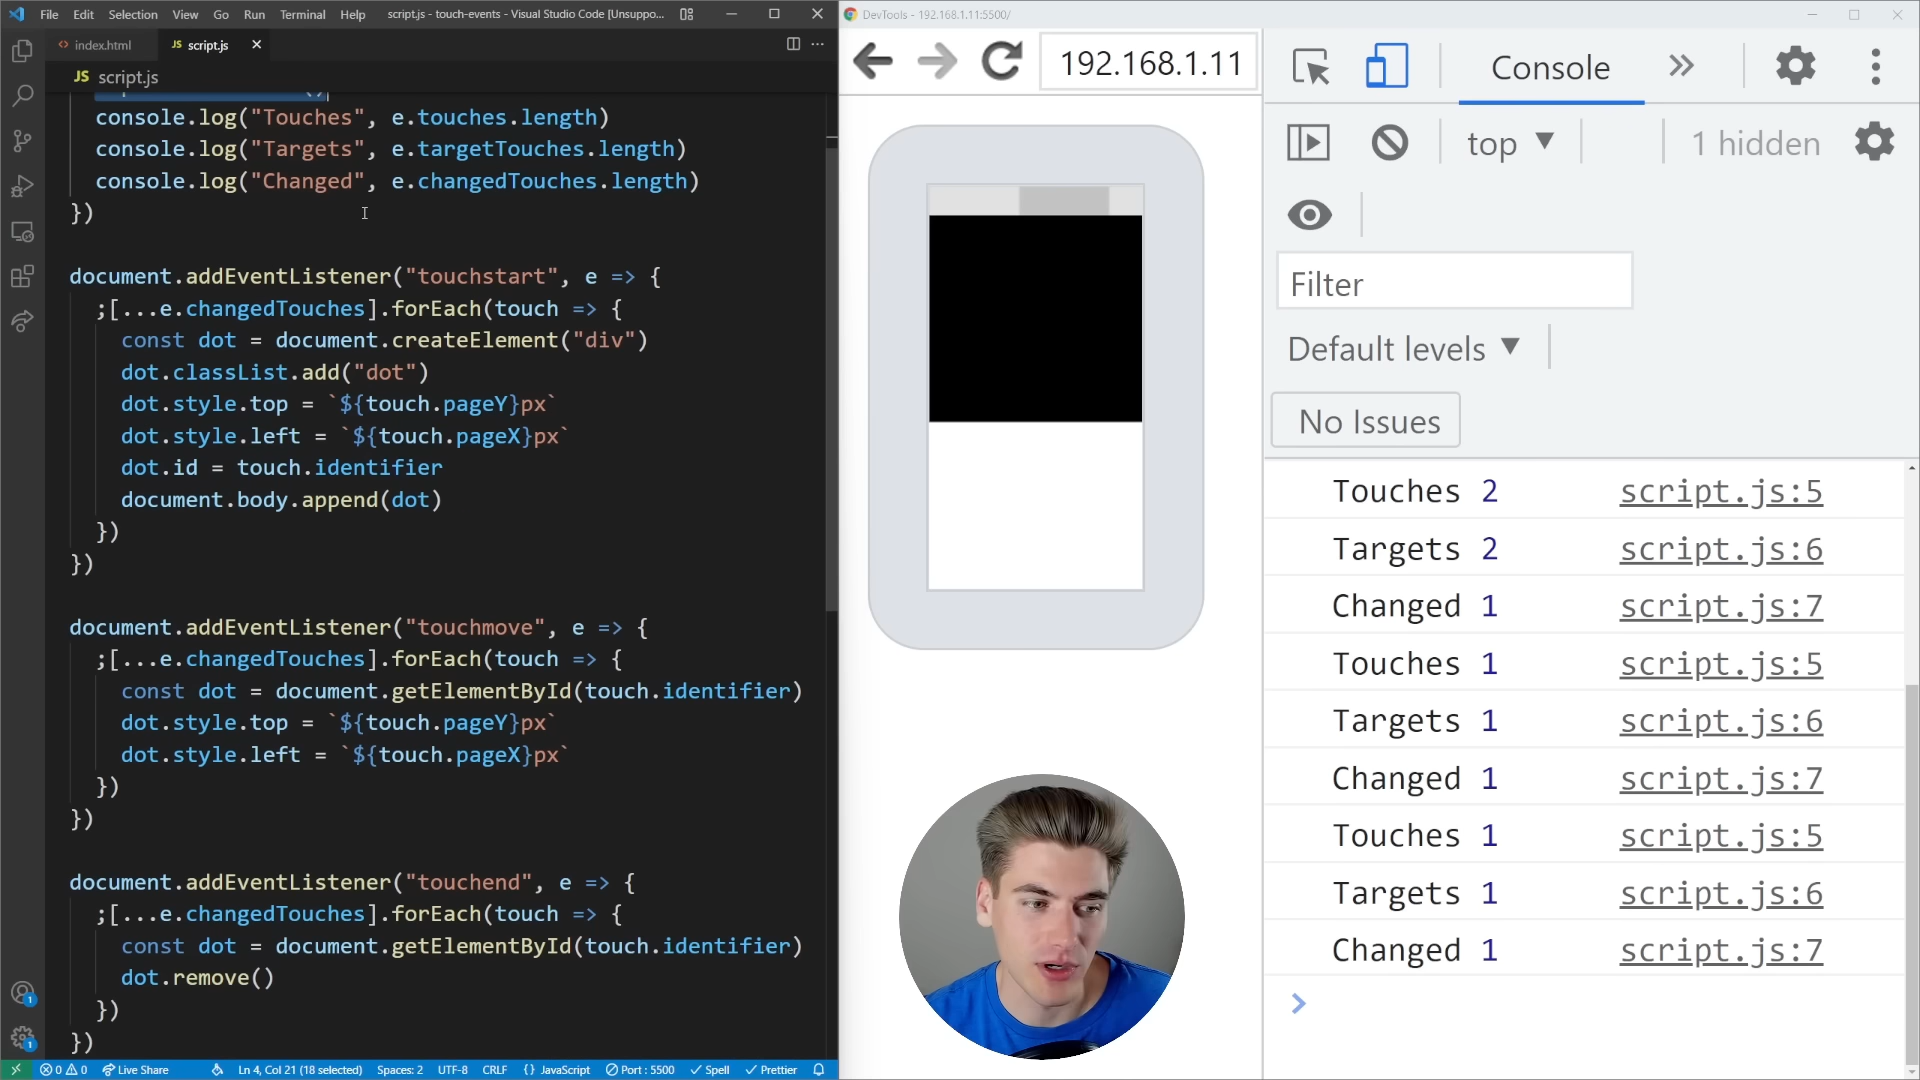 File Edit Selection View Go Run Terminal Help script.js - touch-events - Visual Studio Code [Unsuppo...
index.html JS script.js
JS script.js
console.log("Touches", e.touches.length)
console.log("Targets", e.targetTouches.length)
console.log("Changed", e.changedTouches.length)
})
document.addEventListener("touchstart", e => {
;[...e.changedTouches].forEach(touch => {
const dot = document.createElement("div")
dot.classList.add("dot")
dot.style.top = `${touch.pageY}px`
dot.style.left = `${touch.pageX}px`
dot.id = touch.identifier
document.body.append(dot)
})
})
document.addEventListener("touchmove", e => {
;[...e.changedTouches].forEach(touch => {
const dot = document.getElementById(touch.identifier)
dot.style.top = `${touch.pageY}px`
dot.style.left = `${touch.pageX}px`
})
})
document.addEventListener("touchend", e => {
;[...e.changedTouches].forEach(touch => {
const dot = document.getElementById(touch.identifier)
dot.remove()
})
})
1
1
0 0 Live Share Ln 4, Col 21 (18 selected) Spaces: 2 UTF-8 CRLF {} JavaScript Port : 5500 Spell Prettier
DevTools - 192.168.1.11:5500/
192.168.1.11
Console
top ▼ 1 hidden
Filter
Default levels ▼
No Issues
Touches 2 script.js:5
Targets 2 script.js:6
Changed 1 script.js:7
Touches 1 script.js:5
Targets 1 script.js:6
Changed 1 script.js:7
Touches 1 script.js:5
Targets 1 script.js:6
Changed 1 script.js:7